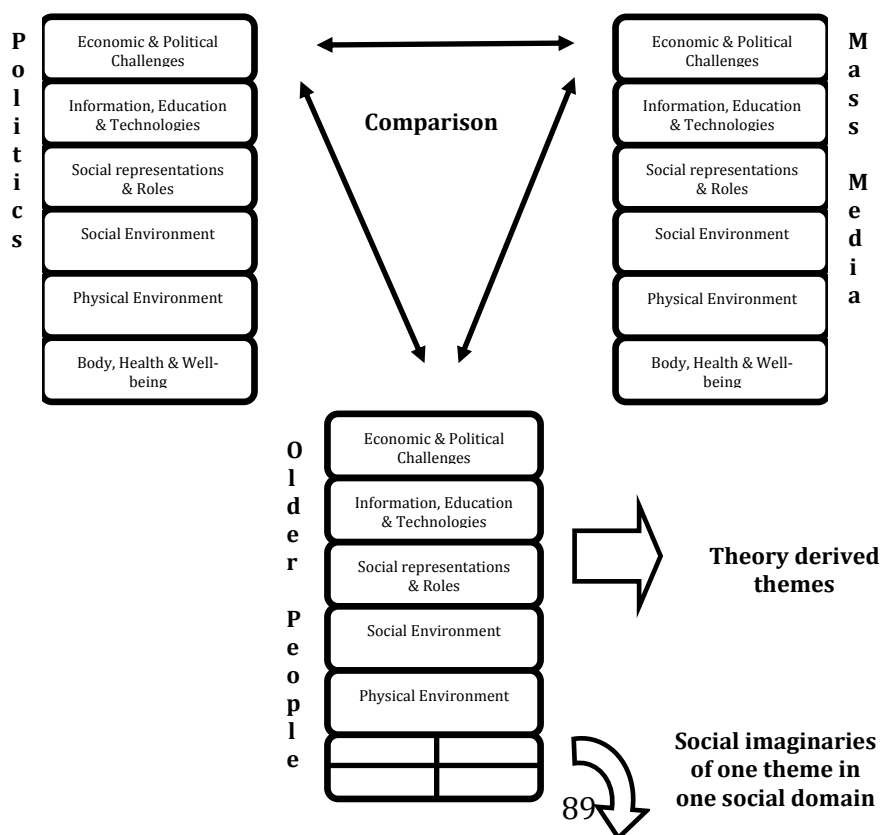 Politics
Economic & Political
Challenges
Information, Education
& Technologies
Social representations
& Roles
Social Environment
Physical Environment
Body, Health & Well-
being
Comparison
Mass Media
Economic & Political
Challenges
Information, Education
& Technologies
Social representations
& Roles
Social Environment
Physical Environment
Body, Health & Well-
being
Older People
Economic & Political
Challenges
Information, Education
& Technologies
Social representations
& Roles
Social Environment
Physical Environment
Theory derived
themes
Social imaginaries
of one theme in
one social domain
89